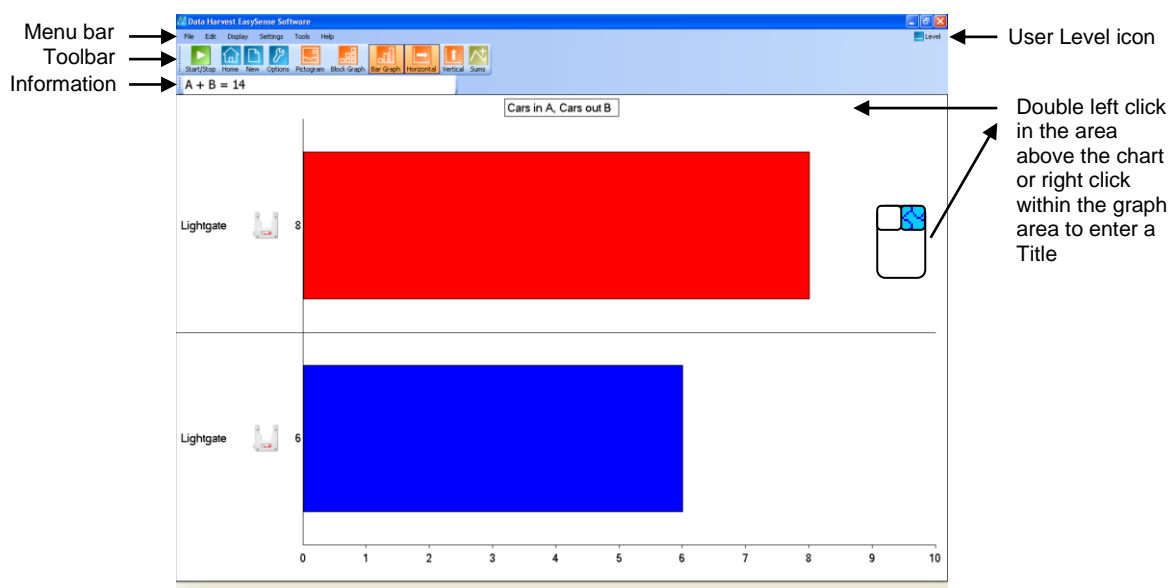 Data Harvest EasySense Software
File Edit Display Settings Tools Help
Level
Start/Stop Home New Options Pictogram Block Graph Bar Graph Horizontal Vertical Sums
A + B = 14
Menu bar
Toolbar
Information
User Level icon
Cars in A, Cars out B
Double left click
in the area
above the chart
or right click
within the graph
area to enter a
Title
Lightgate 8
Lightgate 6
0 1 2 3 4 5 6 7 8 9 10